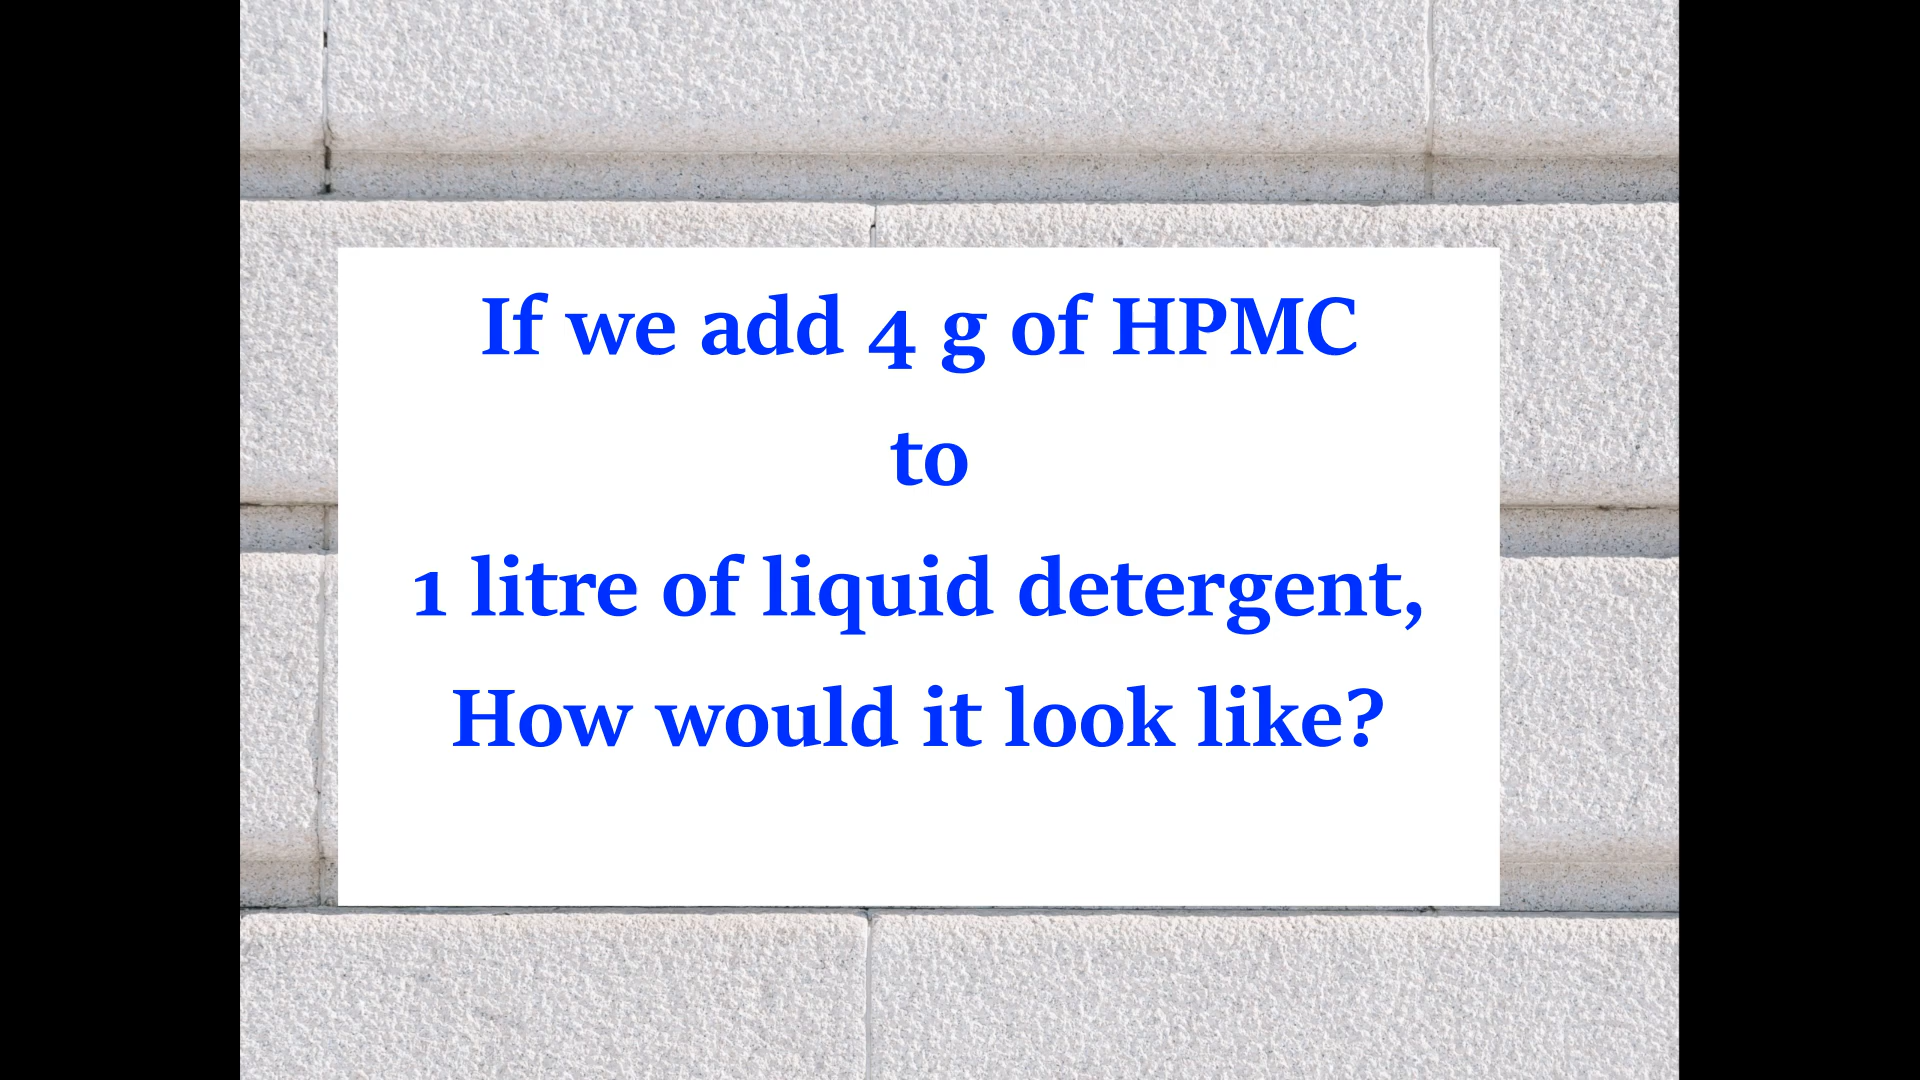 If we add 4 g of HPMC
to
1 litre of liquid detergent,
How would it look like?